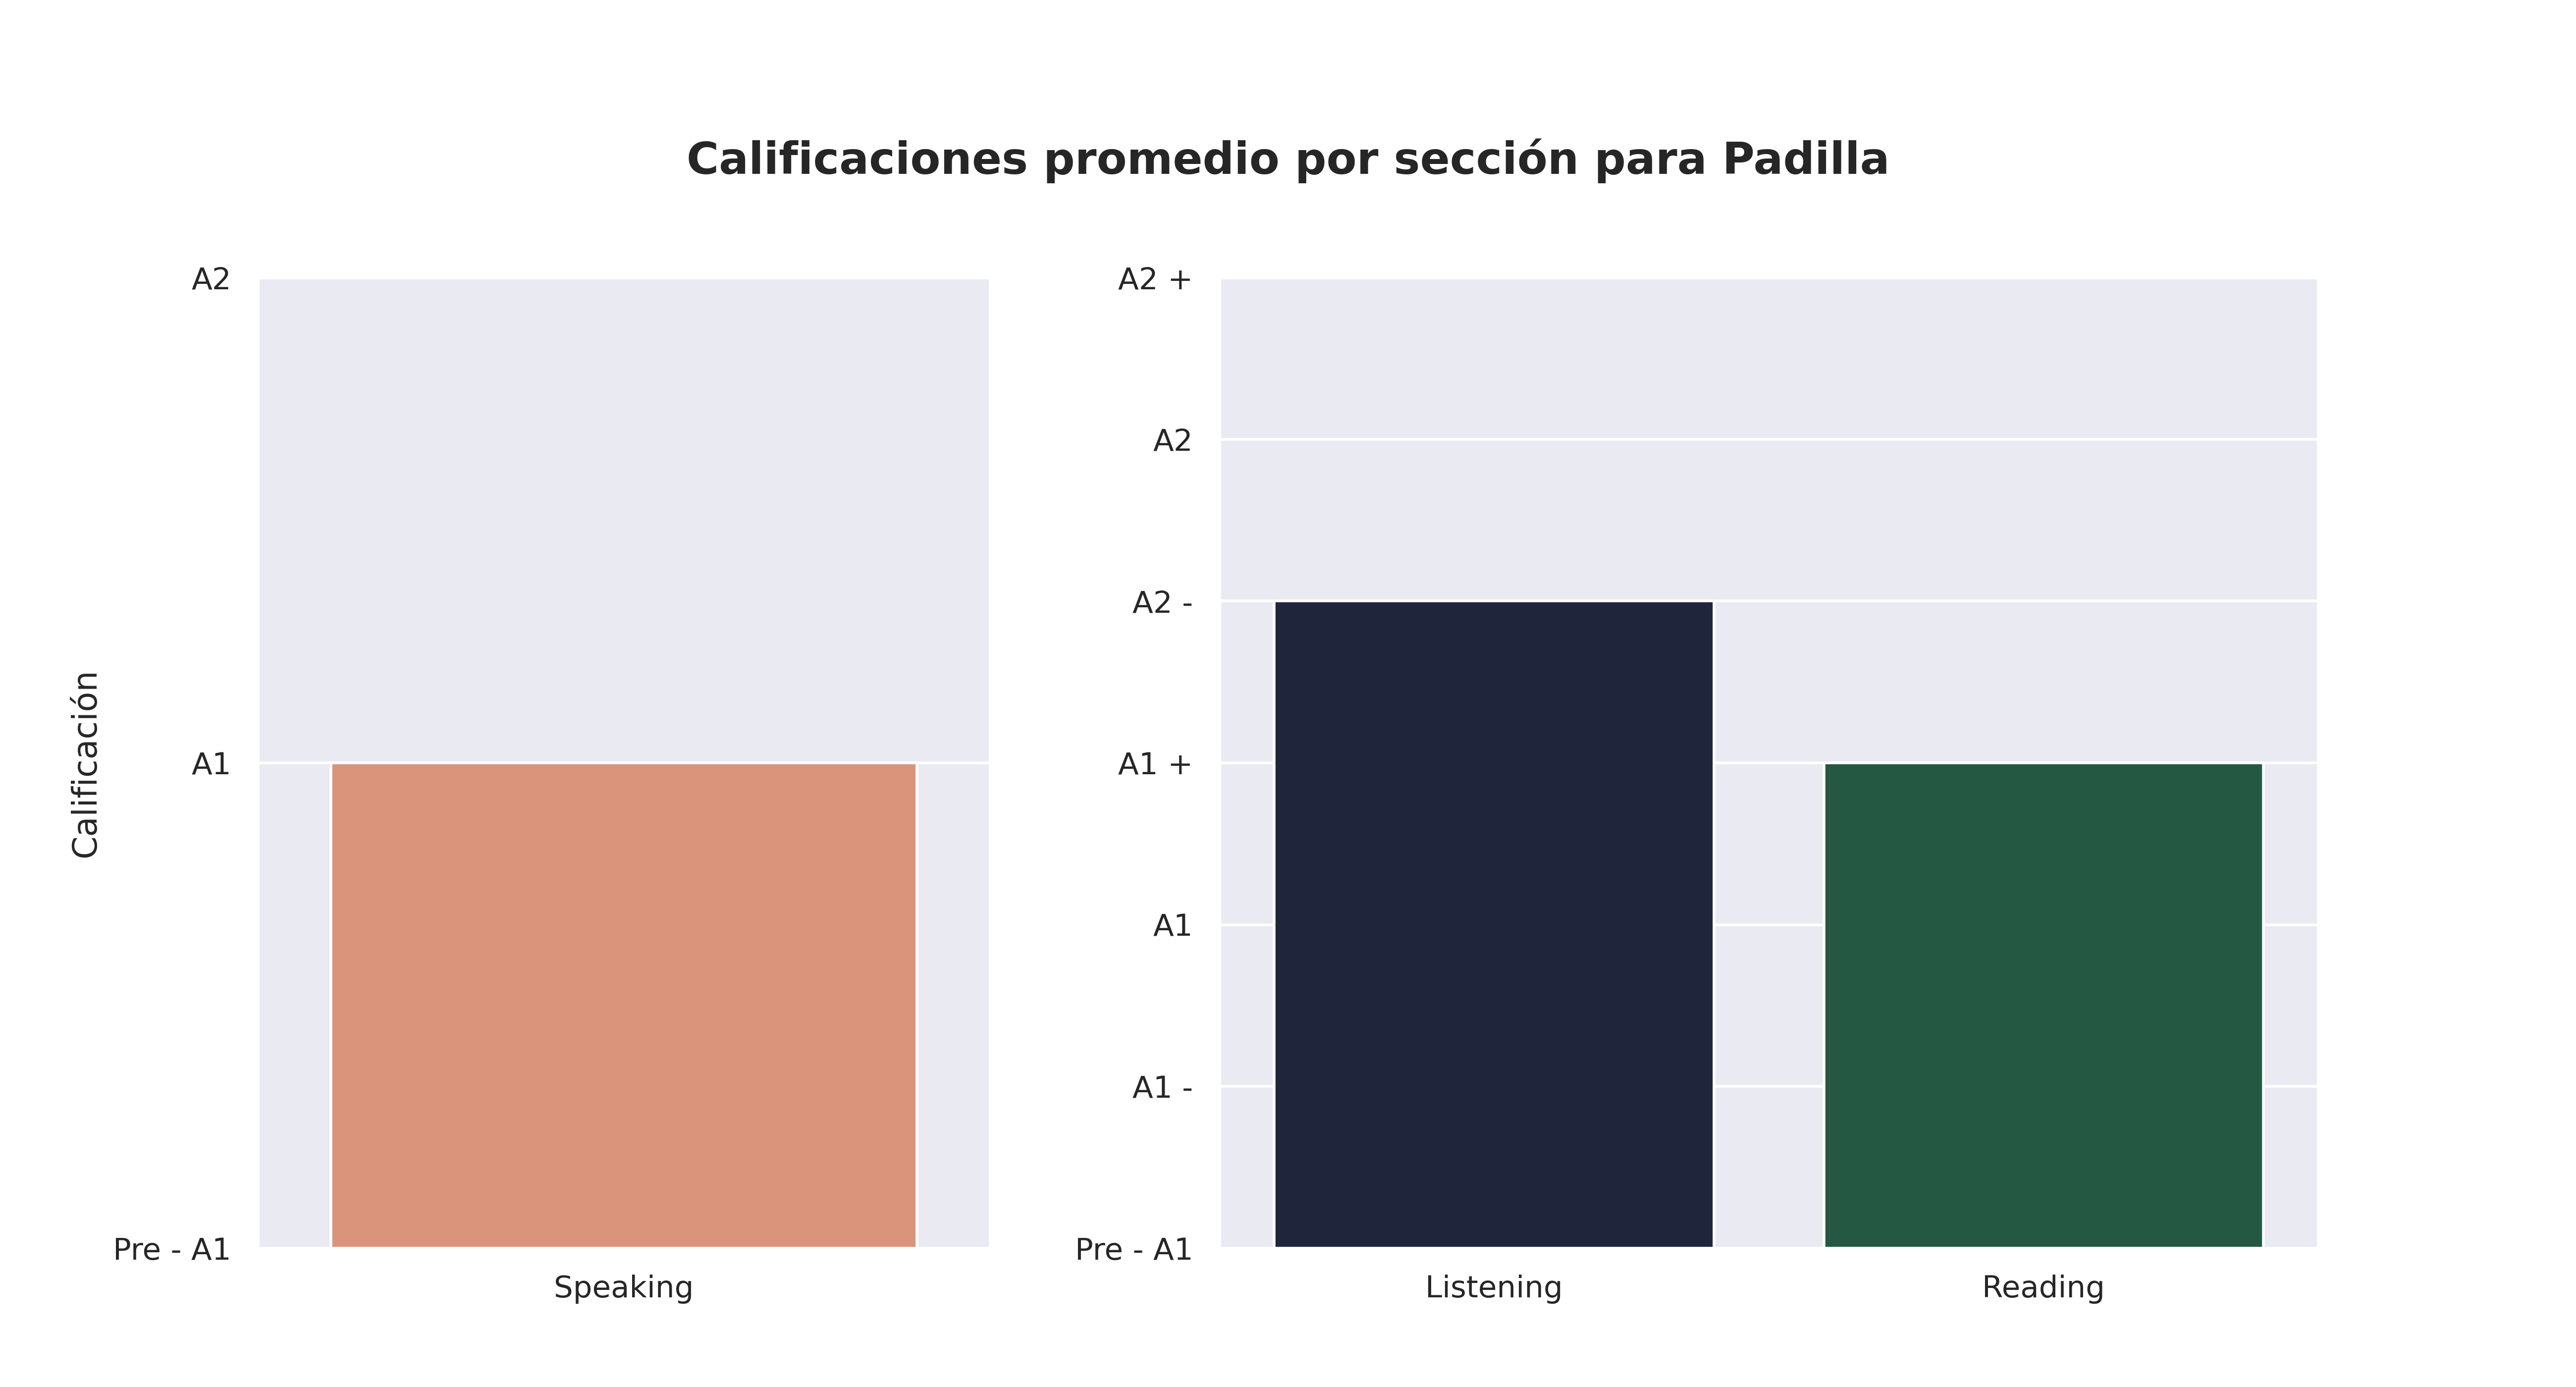 Calificaciones promedio por sección para Padilla
Calificación
A2
A1
Pre - A1
Speaking
A2 +
A2
A2 -
A1 +
A1
A1 -
Pre - A1
Listening
Reading